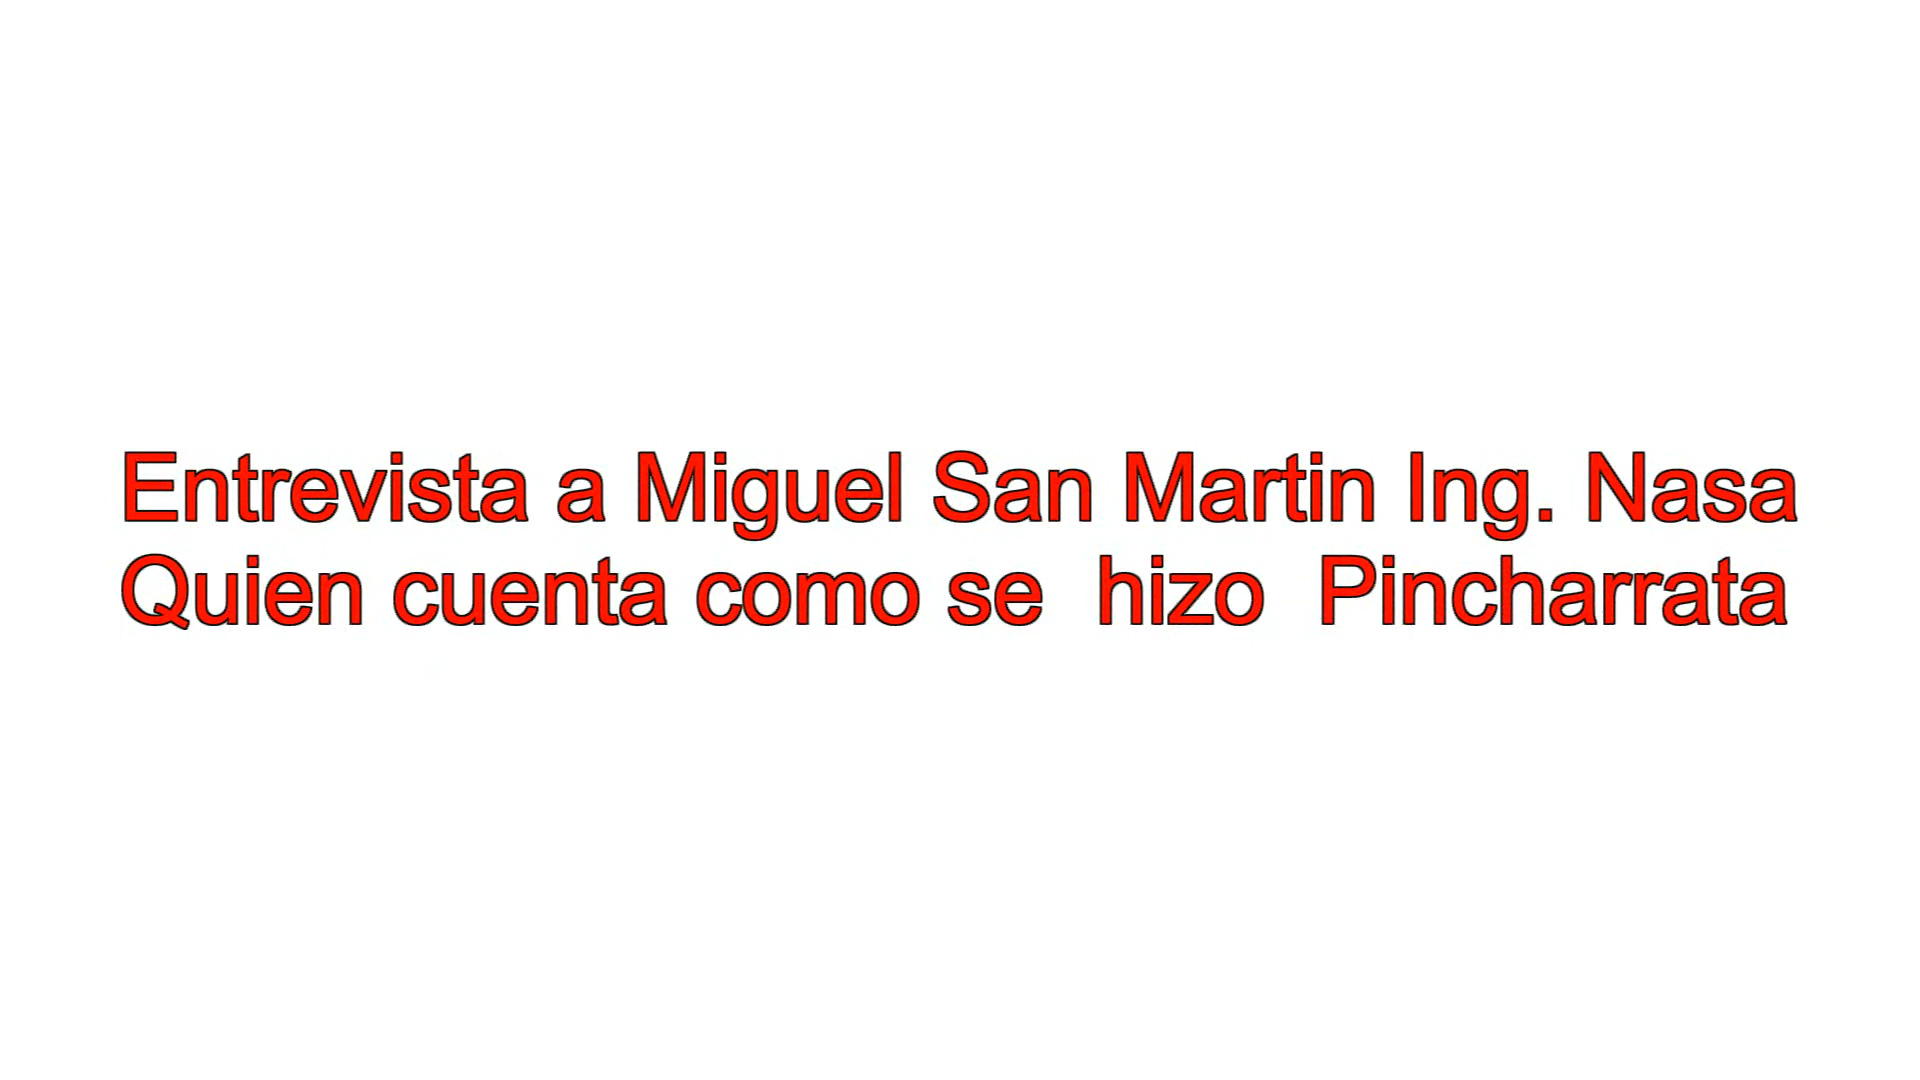 Entrevista a Miguel San Martin Ing. Nasa
Quien cuenta como se  hizo  Pincharrata